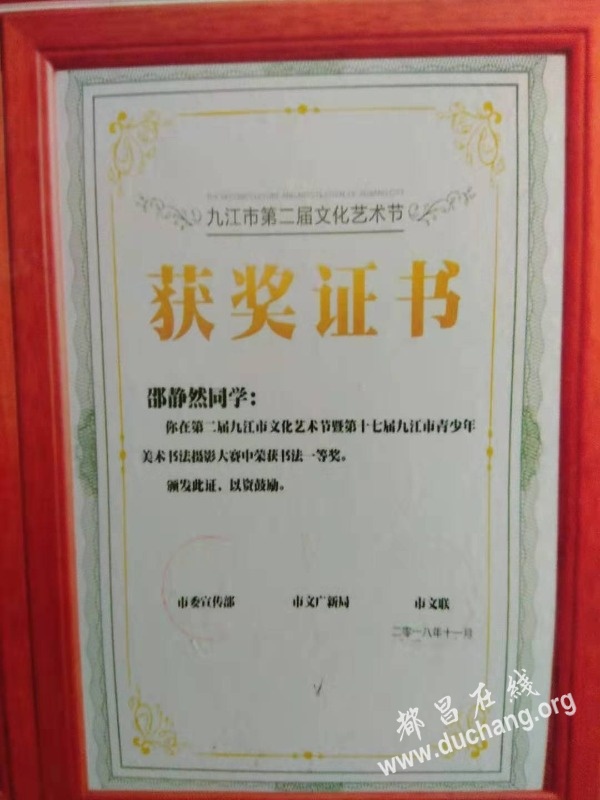 九江市第二届文化艺术节
获奖证书
邵静然同学：
你在第二届九江市文化艺术节暨第十七届九江市青少年
美术书法摄影大赛中荣获书法一等奖。
颁发此证，以资鼓励。
市委宣传部 市文广新局 市文联
二零一八年十一月
都昌在线
www.duchang.org